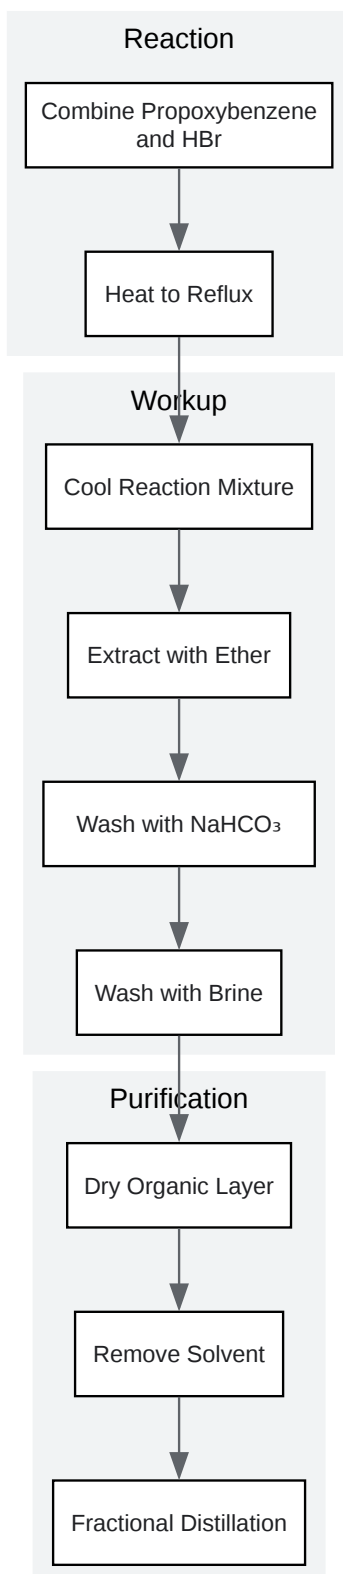 Reaction
Combine Propoxybenzene
and HBr
Heat to Reflux
Workup
Cool Reaction Mixture
Extract with Ether
Wash with NaHCO₃
Wash with Brine
Purification
Dry Organic Layer
Remove Solvent
Fractional Distillation